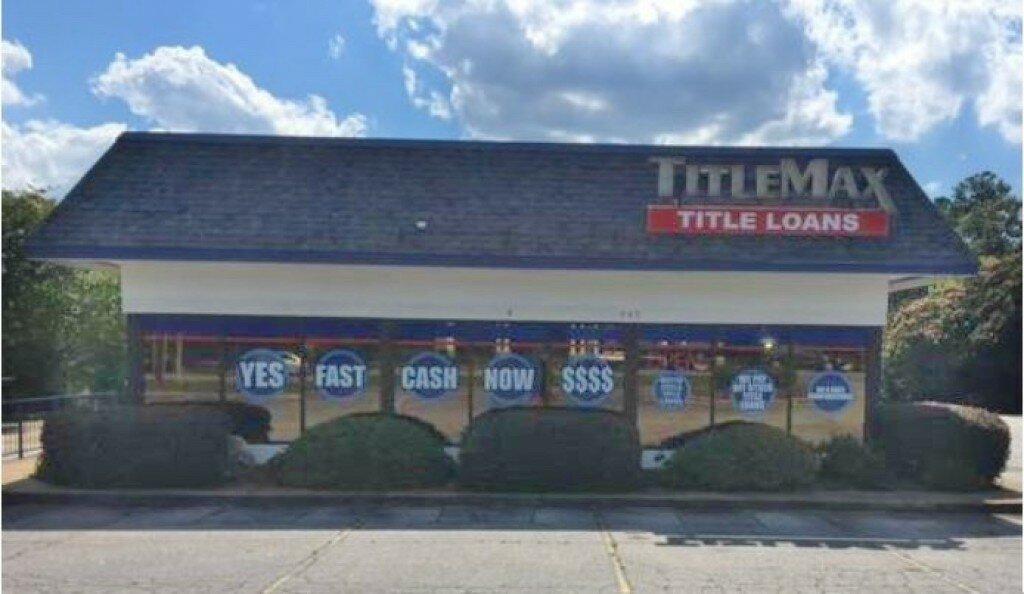 TITLEMAX
TITLE LOANS
YES
FAST
CASH
NOW
$$$$